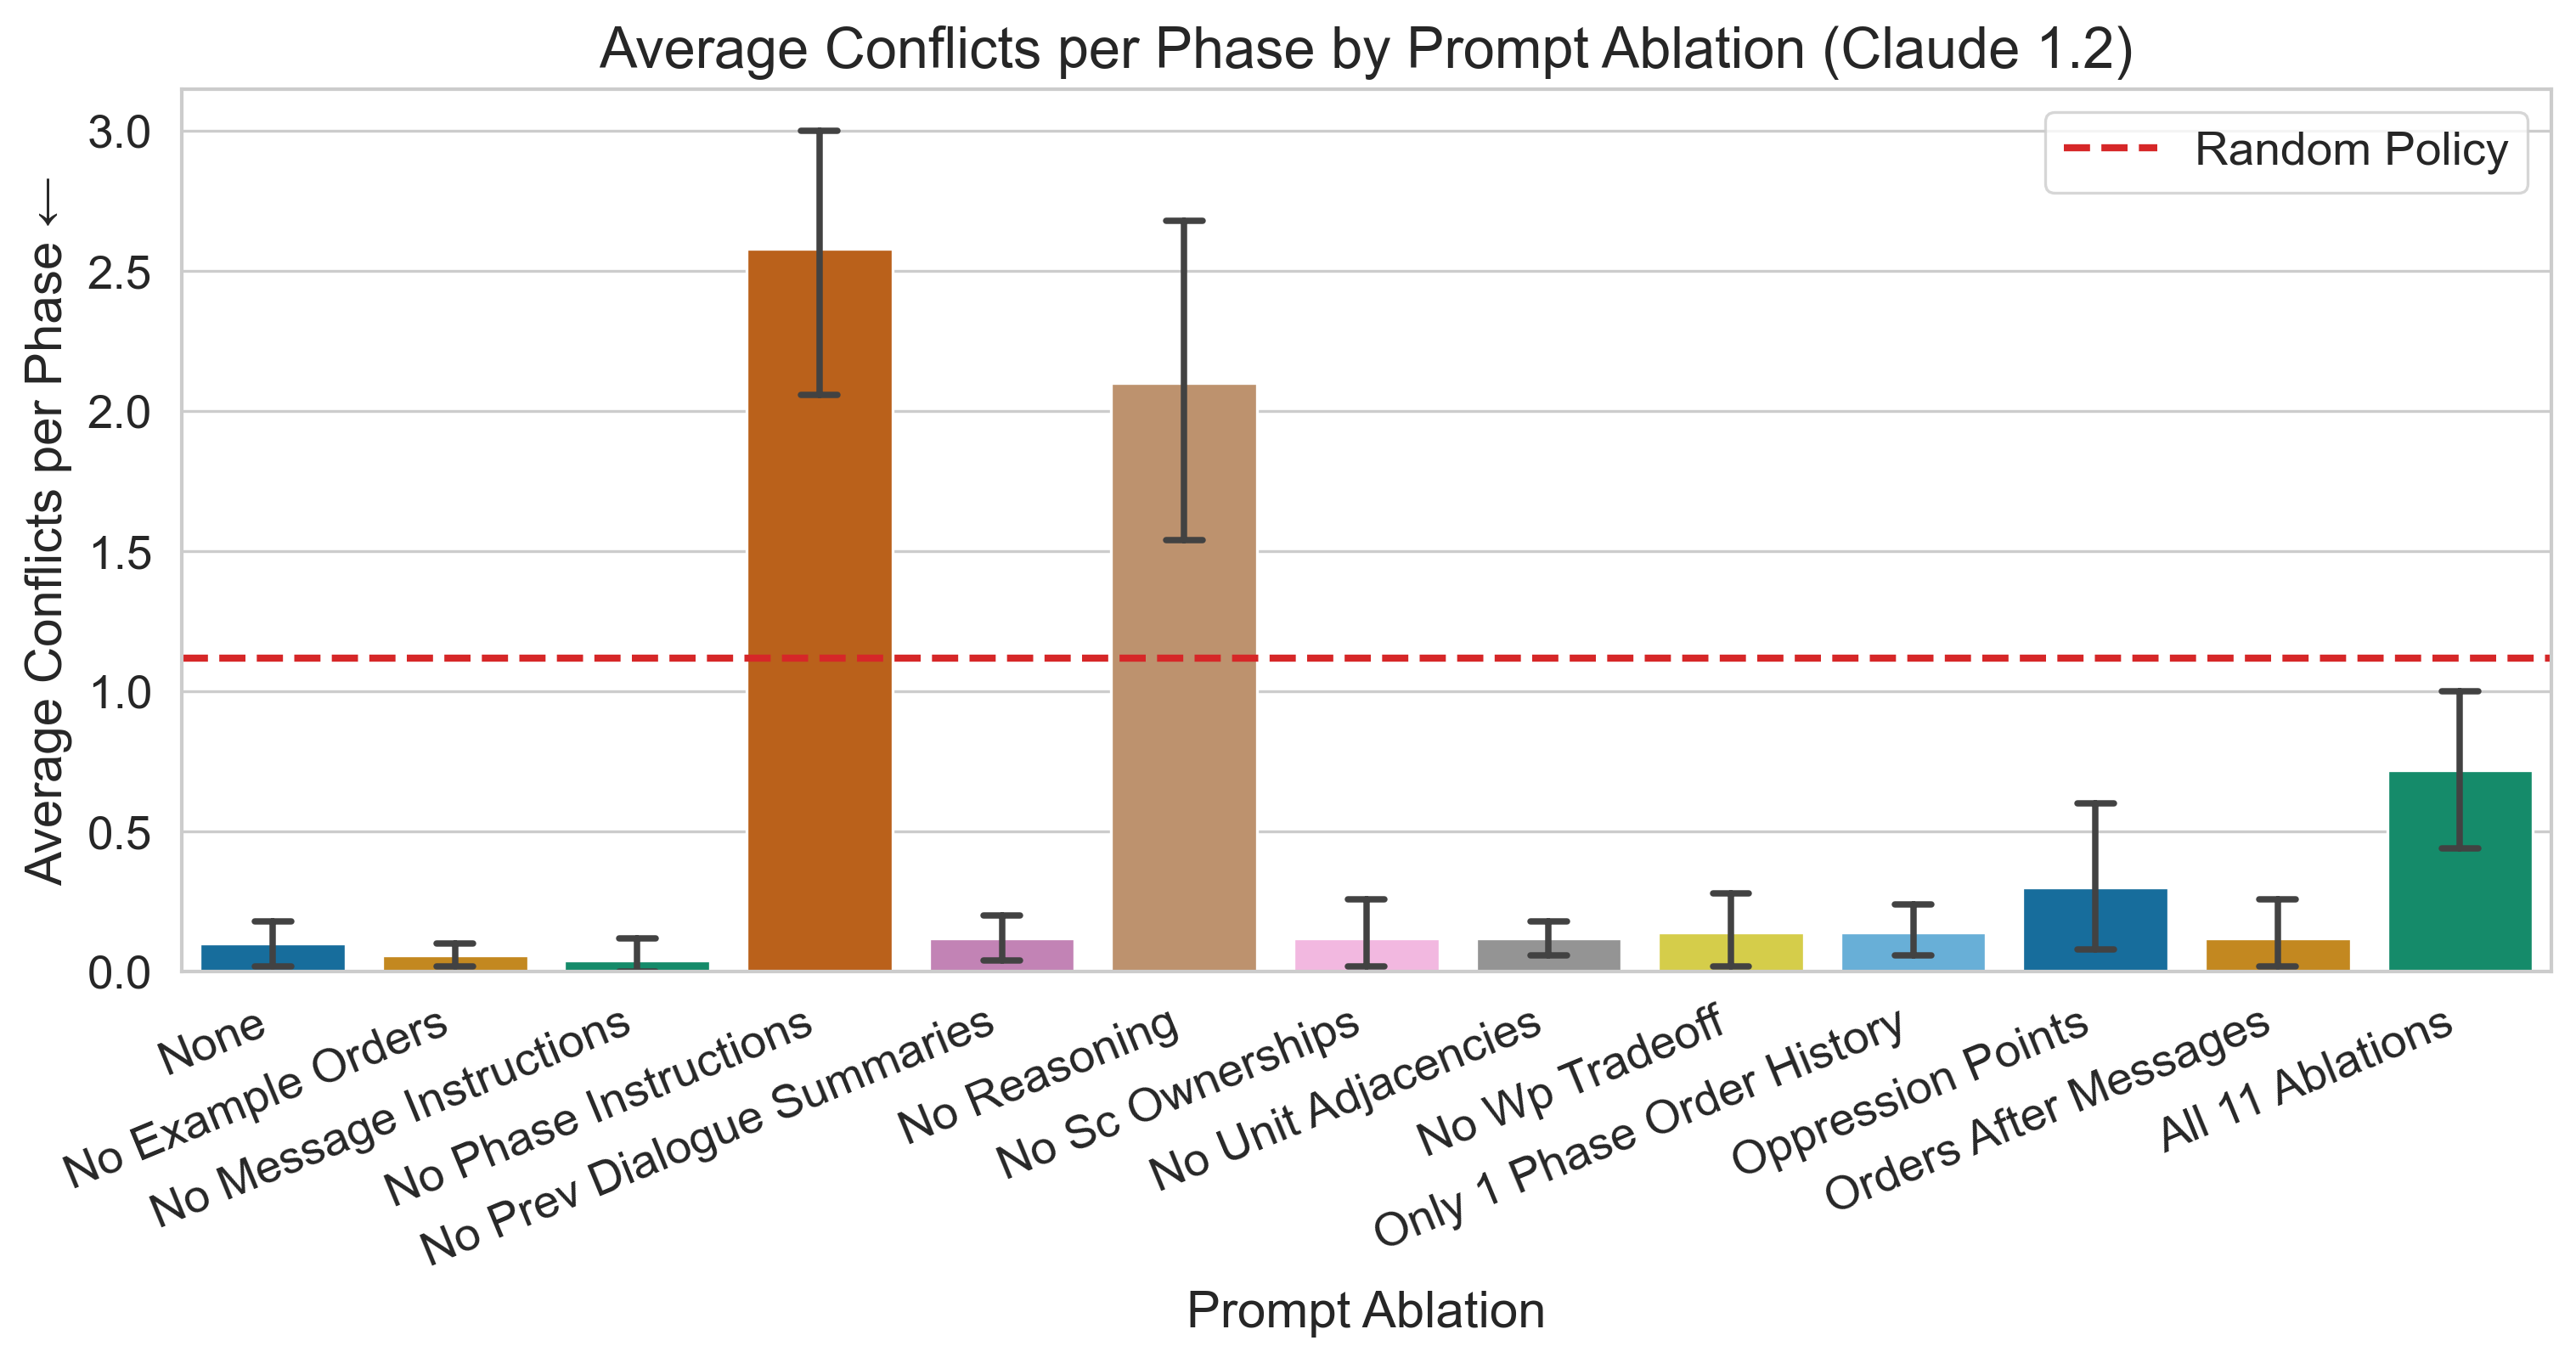 Average Conflicts per Phase by Prompt Ablation (Claude 1.2)
Random Policy
Average Conflicts per Phase ←
3.0
2.5
2.0
1.5
1.0
0.5
0.0
None
No Example Orders
No Message Instructions
No Phase Instructions
No Prev Dialogue Summaries
No Reasoning
No Sc Ownerships
No Unit Adjacencies
No Wp Tradeoff
Only 1 Phase Order History
Oppression Points
Orders After Messages
All 11 Ablations
Prompt Ablation